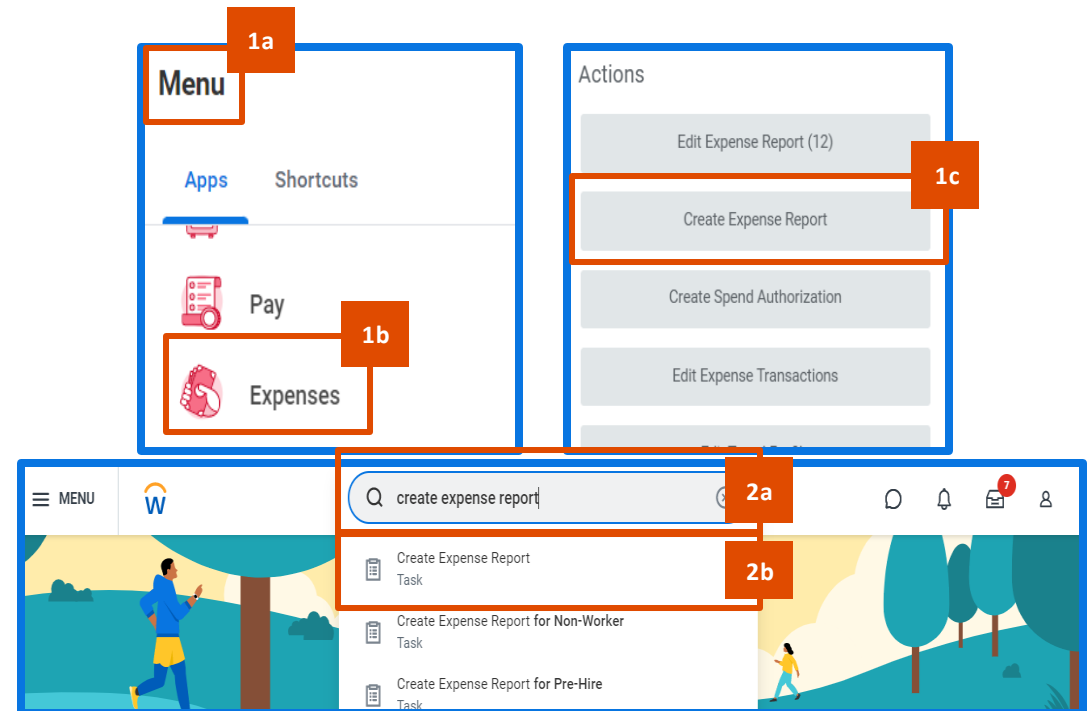 1a
Menu
Apps Shortcuts
Pay
1b
Expenses
Actions
Edit Expense Report (12)
1c
Create Expense Report
Create Spend Authorization
Edit Expense Transactions
MENU
W
create expense report
2a
7
Create Expense Report
Task
2b
Create Expense Report for Non-Worker
Task
Create Expense Report for Pre-Hire
Task